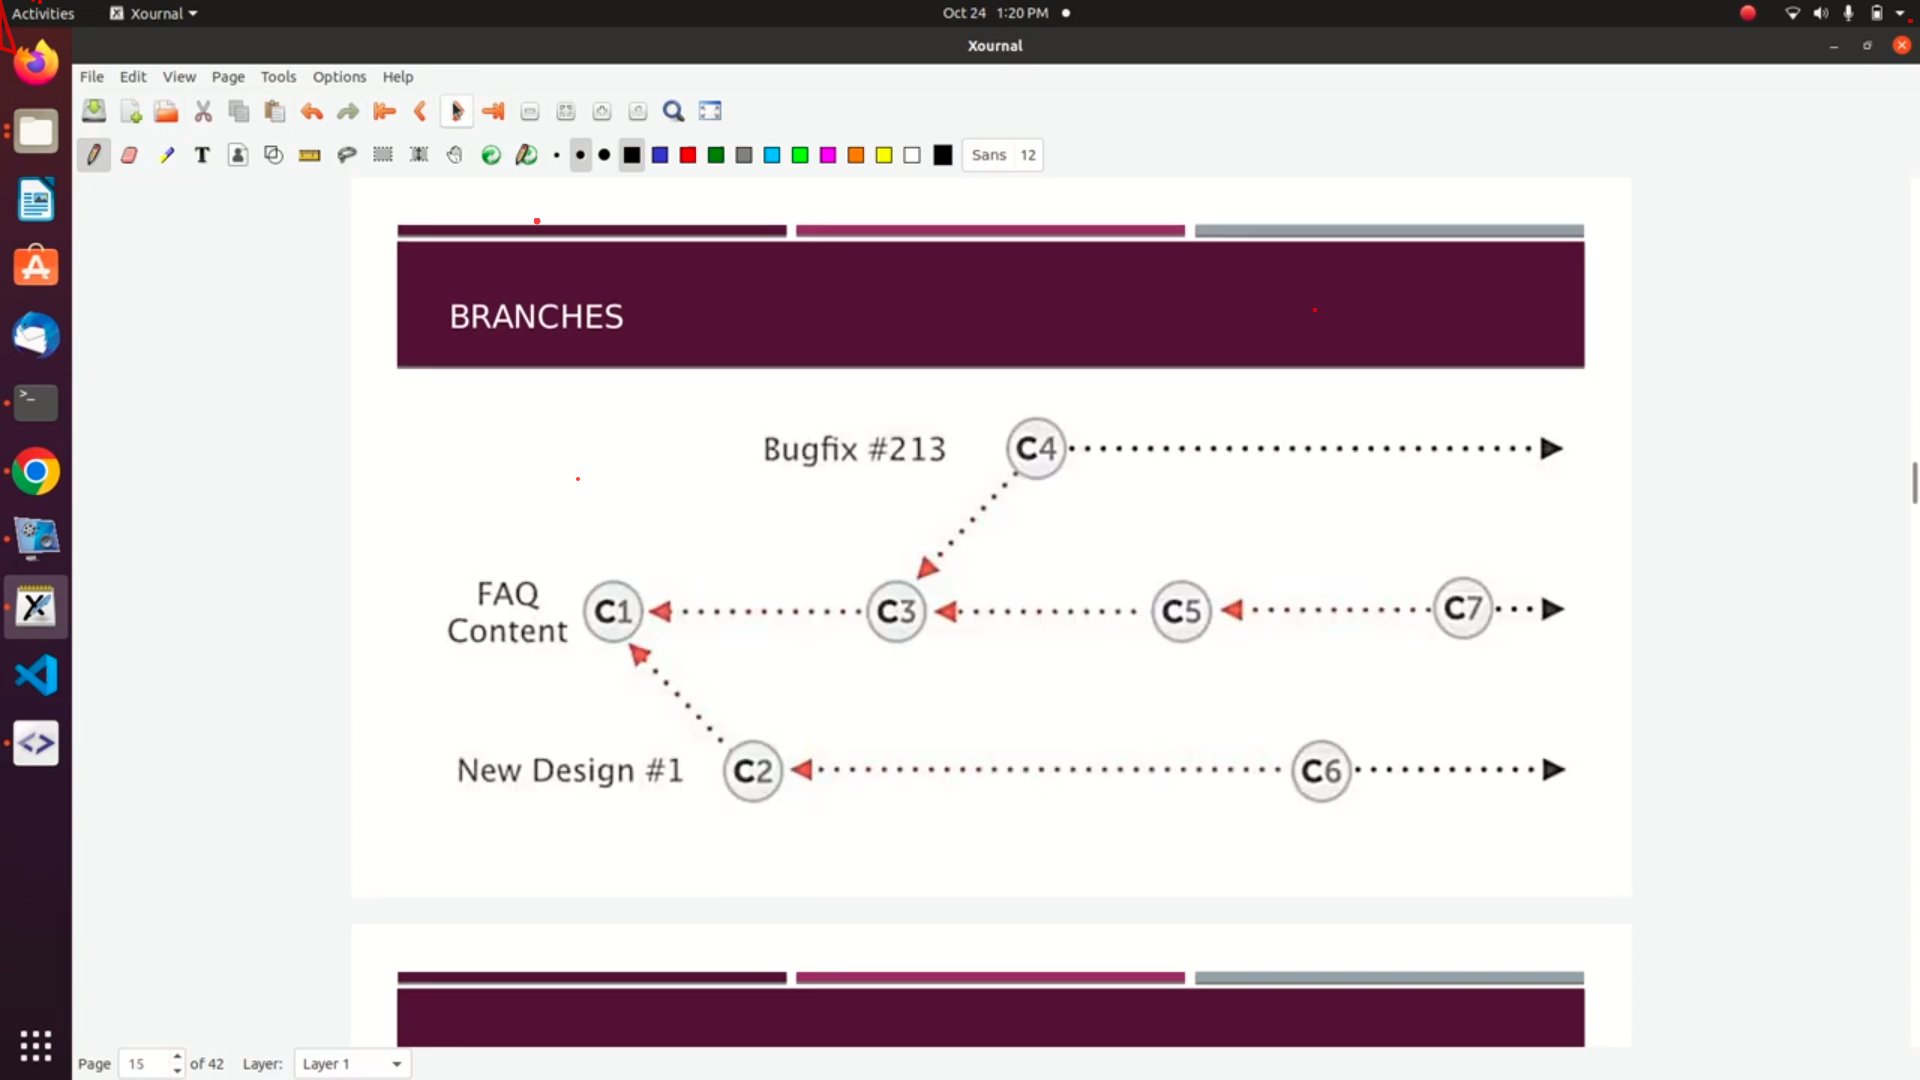 Activities Xournal Oct 24 1:20 PM
Xournal
File Edit View Page Tools Options Help
T Sans 12
BRANCHES
Bugfix #213 C4
FAQ Content C1 C3 C5 C7
New Design #1 C2 C6
Page 15 of 42 Layer: Layer 1